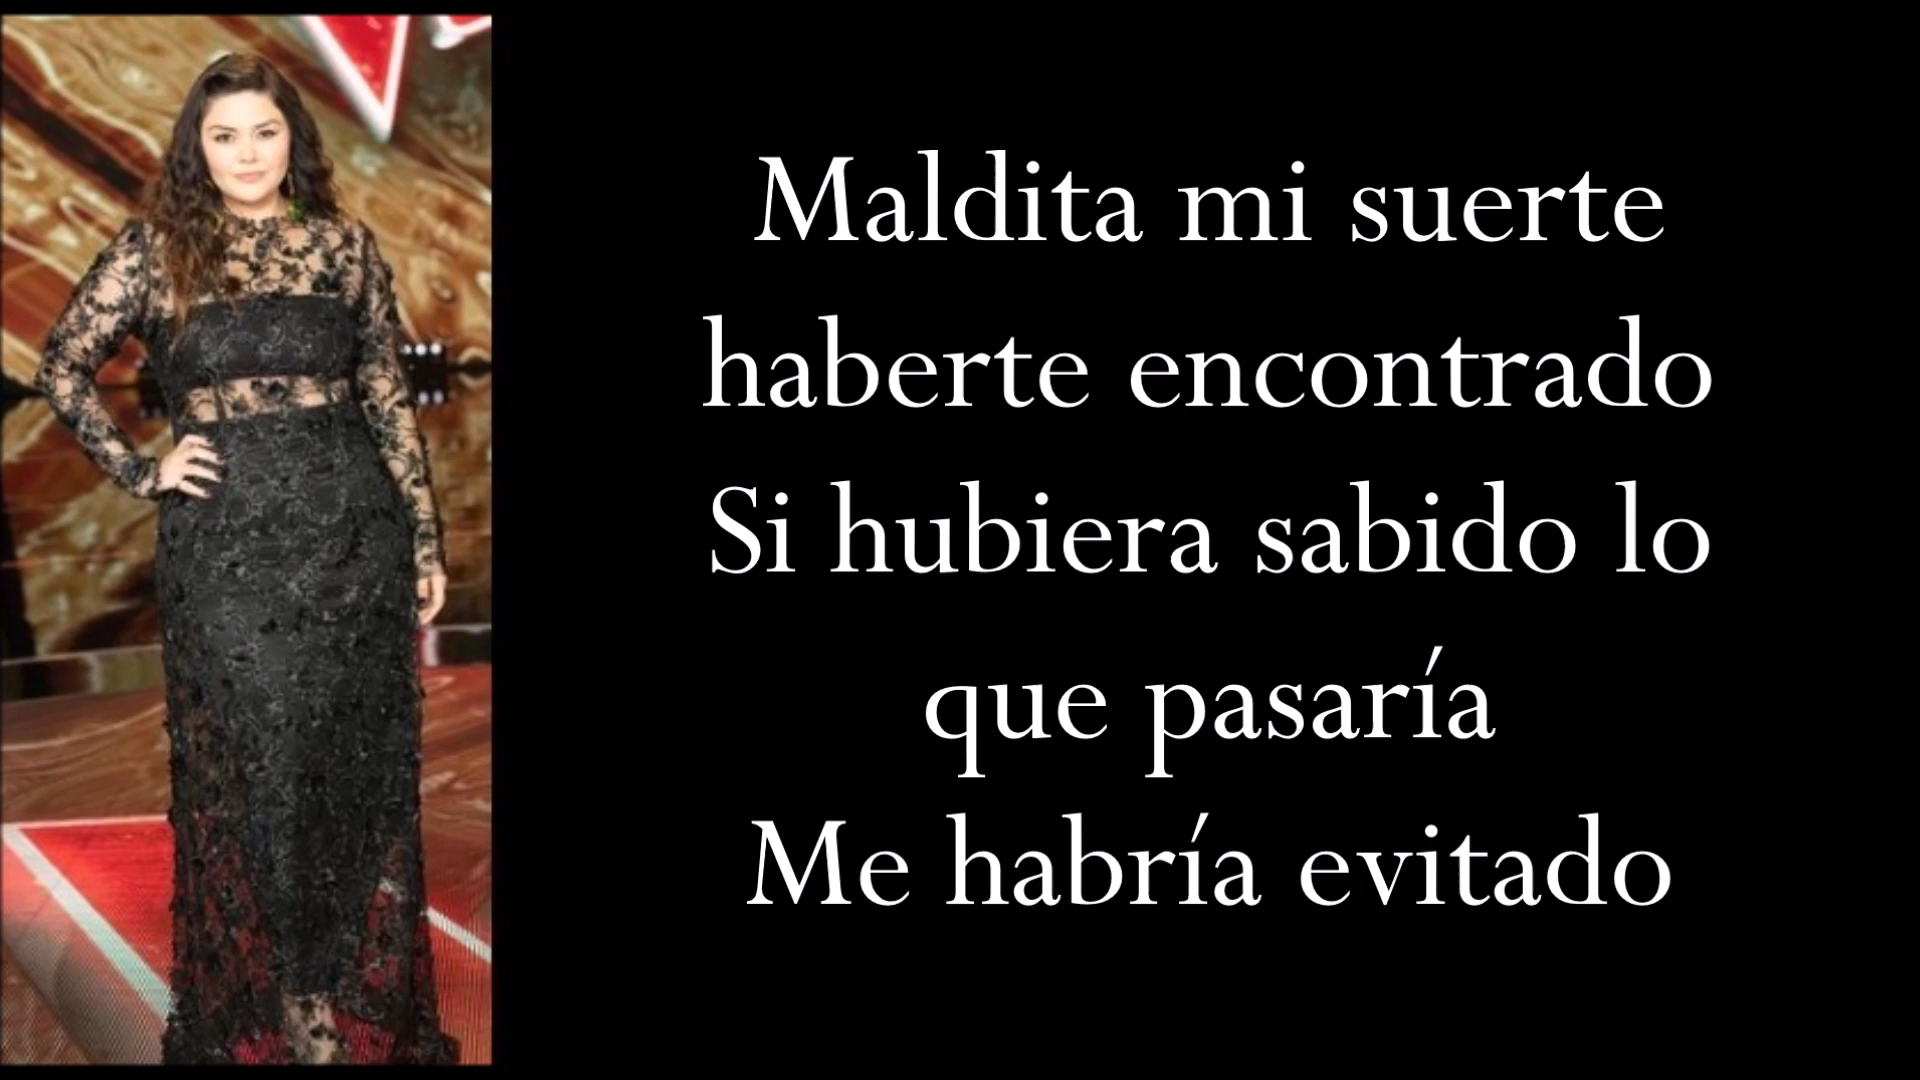 Maldita mi suerte
haberte encontrado
Si hubiera sabido lo
que pasaría
Me habría evitado